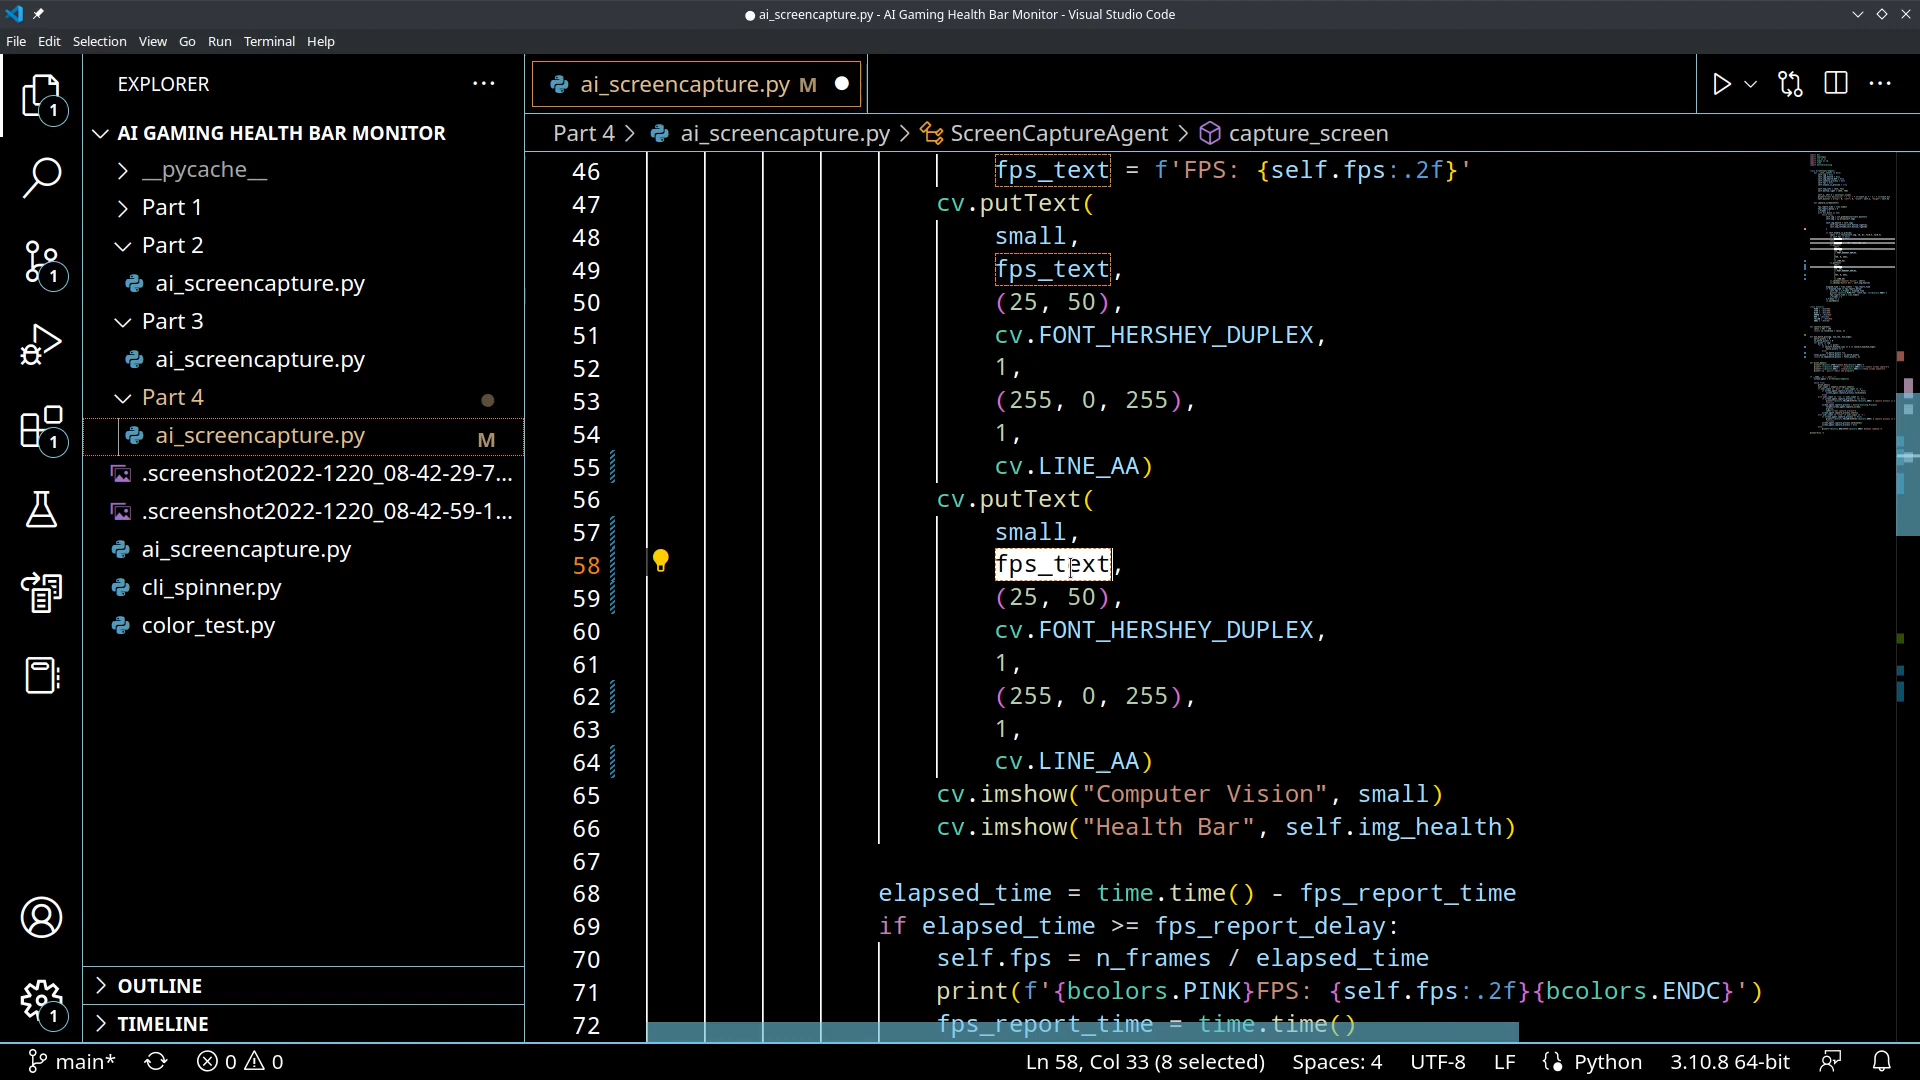 ai_screencapture.py - AI Gaming Health Bar Monitor - Visual Studio Code
File Edit Selection View Go Run Terminal Help
EXPLORER
AI GAMING HEALTH BAR MONITOR
__pycache__
Part 1
Part 2
ai_screencapture.py
Part 3
ai_screencapture.py
Part 4
ai_screencapture.py M
.screenshot2022-1220_08-42-29-7...
.screenshot2022-1220_08-42-59-1...
ai_screencapture.py
cli_spinner.py
color_test.py
OUTLINE
TIMELINE
1
1
1
1
ai_screencapture.py M
Part 4 > ai_screencapture.py > ScreenCaptureAgent > capture_screen
46 fps_text = f'FPS: {self.fps:.2f}'
47 cv.putText(
48 small,
49 fps_text,
50 (25, 50),
51 cv.FONT_HERSHEY_DUPLEX,
52 1,
53 (255, 0, 255),
54 1,
55 cv.LINE_AA)
56 cv.putText(
57 small,
58 fps_text,
59 (25, 50),
60 cv.FONT_HERSHEY_DUPLEX,
61 1,
62 (255, 0, 255),
63 1,
64 cv.LINE_AA)
65 cv.imshow("Computer Vision", small)
66 cv.imshow("Health Bar", self.img_health)
67
68 elapsed_time = time.time() - fps_report_time
69 if elapsed_time >= fps_report_delay:
70 self.fps = n_frames / elapsed_time
71 print(f'{bcolors.PINK}FPS: {self.fps:.2f}{bcolors.ENDC}')
72 fps_report_time = time.time()
main* 0 0 Ln 58, Col 33 (8 selected) Spaces: 4 UTF-8 LF Python 3.10.8 64-bit